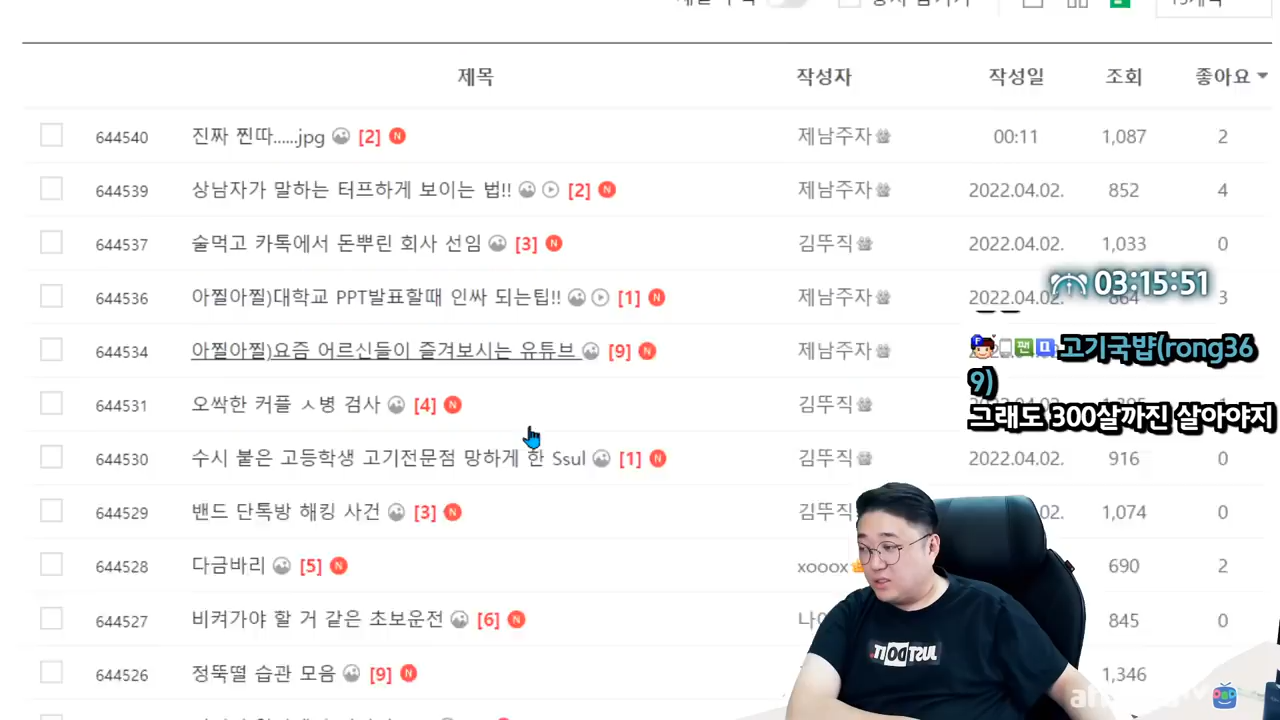 제목 작성자 작성일 조회 좋아요
644540 진짜 찐따......jpg [2] N 제남주자 00:11 1,087 2
644539 상남자가 말하는 터프하게 보이는 법!! [2] N 제남주자 2022.04.02. 852 4
644537 술먹고 카톡에서 돈뿌린 회사 선임 [3] N 김뚜직 2022.04.02. 1,033 0
644536 아찔아찔)대학교 PPT발표할때 인싸 되는팁!! [1] N 제남주자 2022.04.02. 864 3
03:15:51
644534 아찔아찔)요즘 어르신들이 즐겨보시는 유튜브 [9] N 제남주자
고기국뱝(rong36
9)
644531 오싹한 커플 ㅅ병 검사 [4] N 김뚜직
그래도 300살까진 살아야지
644530 수시 붙은 고등학생 고기전문점 망하게 한 Ssul [1] N 김뚜직 2022.04.02. 916 0
644529 밴드 단톡방 해킹 사건 [3] N 김뚜직 02. 1,074 0
644528 다금바리 [5] N xooox 690 2
644527 비켜가야 할 거 같은 초보운전 [6] N 845 0
644526 정뚝떨 습관 모음 [9] N 1,346
JUST DO IT.